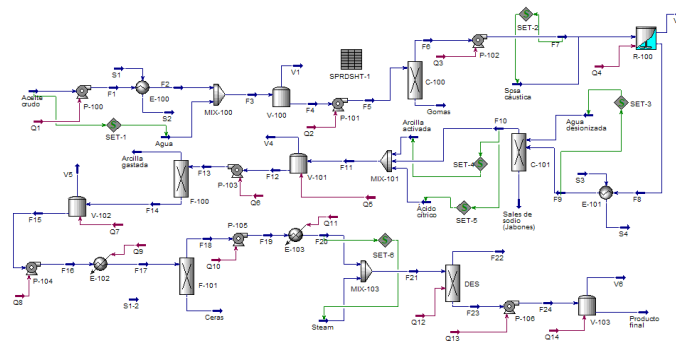 S1
F2
V1
SPRDSHT-1
F6
P-102
Q3
SET-2
F7
R-100
Q4
Aceite
crudo
P-100
F1
E-100
S2
F3
MIX-100
V-100
F4
P-101
F5
C-100
Gomas
Sosa
cáustica
Q1
SET-1
Agua
Q2
Arcilla
activada
F10
Agua
desionizada
SET-3
V4
Arcilla
gastada
F13
F-100
P-103
F12
V-101
F11
MIX-101
SET-4
C-101
S3
F9
F8
E-101
S4
Q6
Q5
Ácido
cítrico
SET-5
Sales de
sodio
(Jabones)
V5
F14
F15
V-102
Q7
P-105
F18
F19
Q11
F20
E-103
SET-6
Q9
Q10
P-104
F16
E-102
F17
F-101
Q8
S1-2
Ceras
MIX-103
F21
Steam
DES
F22
Q12
F23
Q13
P-106
F24
V-103
V6
Q14
Producto
final